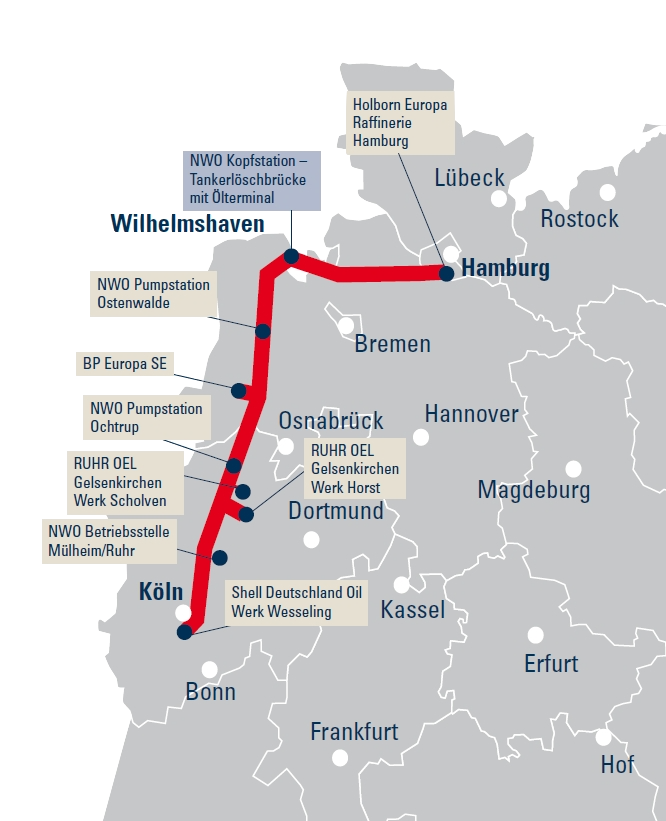 Holborn Europa
Raffinerie
Hamburg
NWO Kopfstation –
Tankerlöschbrücke
mit Ölterminal
Lübeck
Rostock
Wilhelmshaven
Hamburg
NWO Pumpstation
Ostenwalde
Bremen
BP Europa SE
NWO Pumpstation
Ochtrup
Osnabrück
Hannover
RUHR OEL
Gelsenkirchen
Werk Horst
RUHR OEL
Gelsenkirchen
Werk Scholven
Magdeburg
Dortmund
NWO Betriebsstelle
Mülheim/Ruhr
Köln
Shell Deutschland Oil
Werk Wesseling
Kassel
Erfurt
Bonn
Frankfurt
Hof